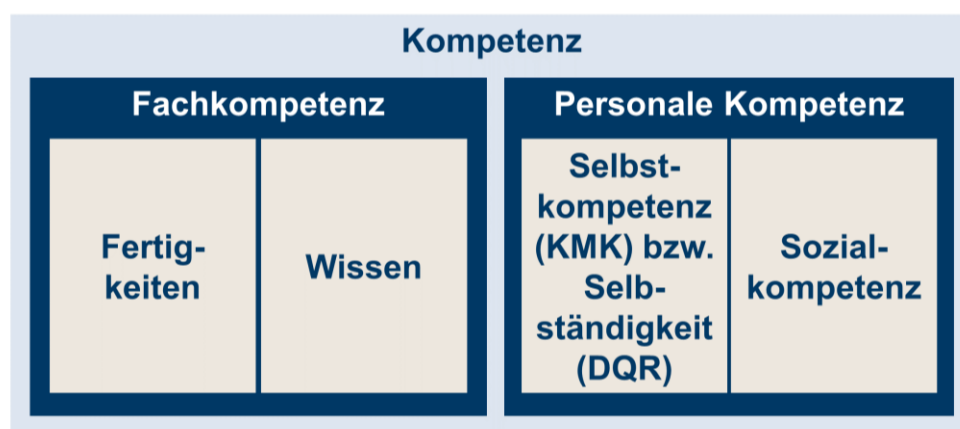 Kompetenz
Fachkompetenz
Fertig-
keiten
Wissen
Personale Kompetenz
Selbst-
kompetenz
(KMK) bzw.
Selb-
ständigkeit
(DQR)
Sozial-
kompetenz